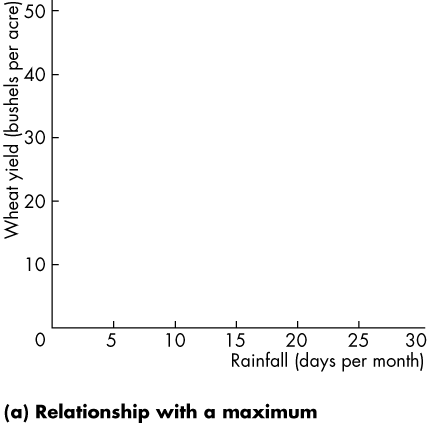 Wheat yield (bushels per acre)
50
40
30
20
10
0 5 10 15 20 25 30
Rainfall (days per month)
(a) Relationship with a maximum